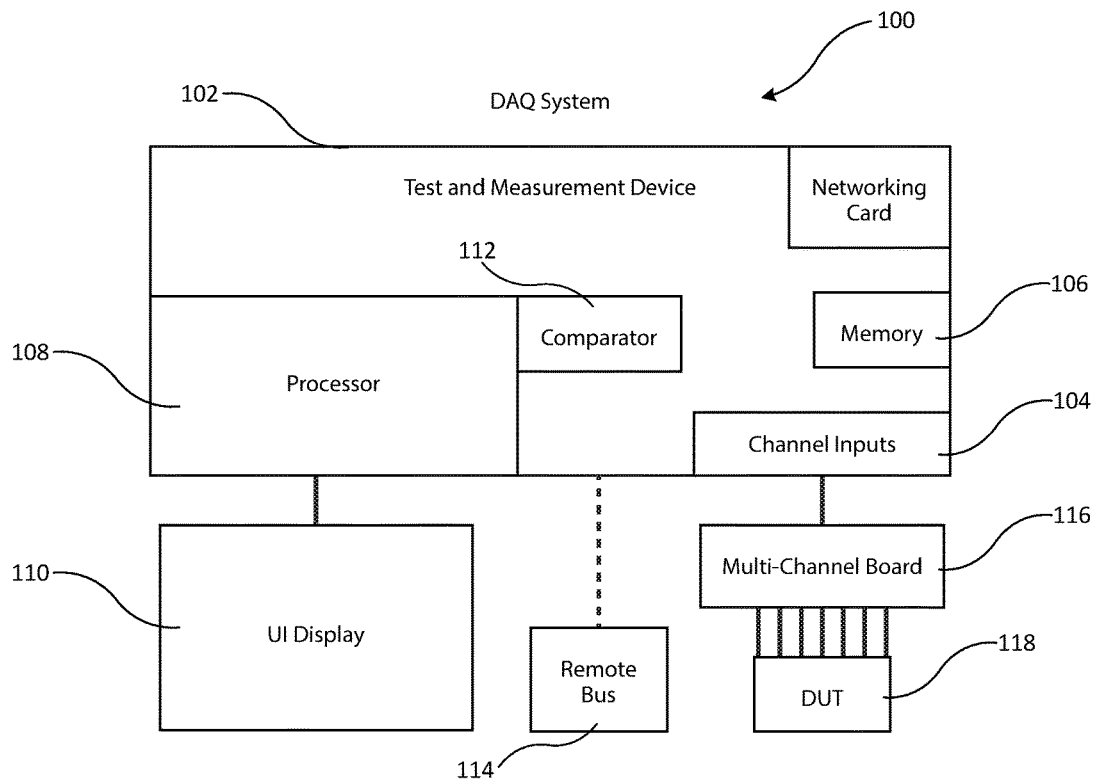 100
102
DAQ System
Test and Measurement Device
Networking
Card
112
106
Comparator
Memory
108
Processor
104
Channel Inputs
116
110
Multi-Channel Board
UI Display
118
Remote
Bus
DUT
114